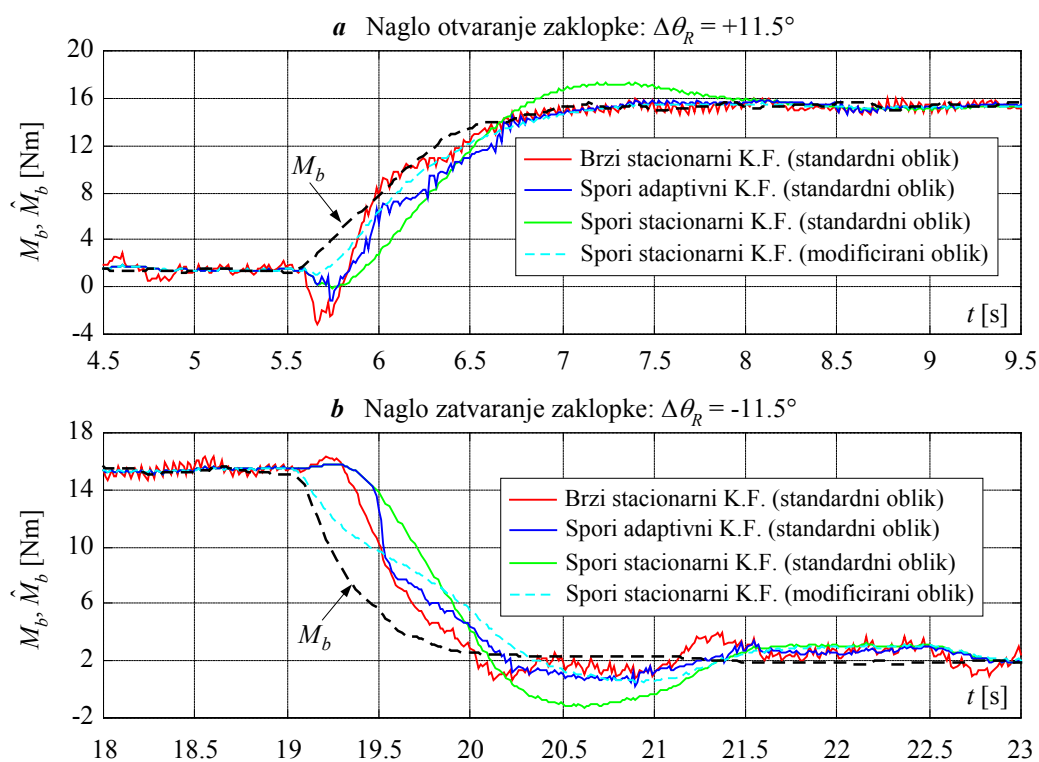 a Naglo otvaranje zaklopke: Δθ_R = +11.5°
M_b, M̂_b [Nm]
20
16
12
8
4
0
-4
M_b
Brzi stacionarni K.F. (standardni oblik)
Spori adaptivni K.F. (standardni oblik)
Spori stacionarni K.F. (standardni oblik)
Spori stacionarni K.F. (modificirani oblik)
t [s]
4.5 5 5.5 6 6.5 7 7.5 8 8.5 9 9.5
b Naglo zatvaranje zaklopke: Δθ_R = -11.5°
M_b, M̂_b [Nm]
18
14
10
6
2
-2
M_b
Brzi stacionarni K.F. (standardni oblik)
Spori adaptivni K.F. (standardni oblik)
Spori stacionarni K.F. (standardni oblik)
Spori stacionarni K.F. (modificirani oblik)
t [s]
18 18.5 19 19.5 20 20.5 21 21.5 22 22.5 23